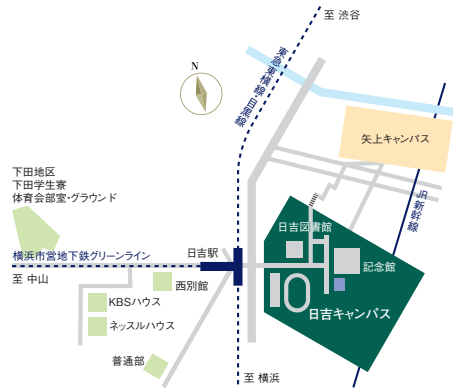 至 渋谷
N
東急東横線・目黒線
矢上キャンパス
下田地区
下田学生寮
体育会部室・グラウンド
JR新幹線
日吉図書館
横浜市営地下鉄グリーンライン
日吉駅
記念館
至 中山
西別館
KBSハウス
日吉キャンパス
ネッスルハウス
普通部
至 横浜